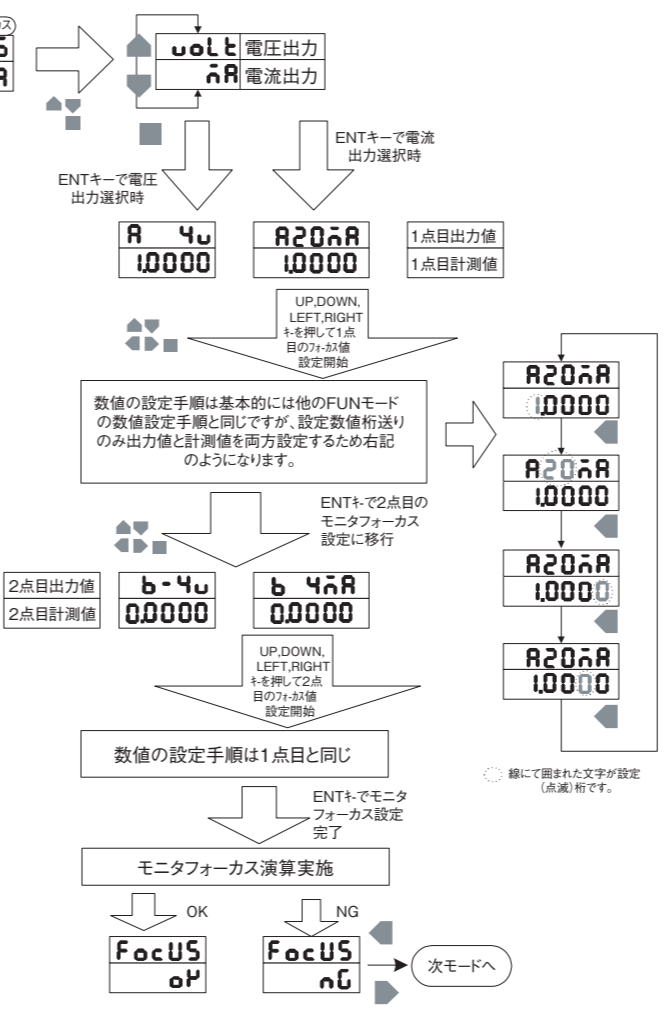 カス)
5
A
volt 電圧出力
mA 電流出力
ENTキーで電圧
出力選択時
ENTキーで電流
出力選択時
A 4v
1.0000
A20mA
1.0000
1点目出力値
1点目計測値
UP,DOWN,
LEFT,RIGHT
ｷｰを押して1点
目のﾌｫｰｶｽ値
設定開始
数値の設定手順は基本的には他のFUNモード
の数値設定手順と同じですが、設定数値桁送り
のみ出力値と計測値を両方設定するため右記
のようになります。
A20mA
1.0000
A20mA
1.0000
A20mA
1.0000
A20mA
1.0000
線にて囲まれた文字が設定
(点滅)桁です。
ENTｷｰで2点目の
モニタフォーカス
設定に移行
2点目出力値
2点目計測値
b-4v
0.0000
b 4mA
0.0000
UP,DOWN,
LEFT,RIGHT
ｷｰを押して2点
目のﾌｫｰｶｽ値
設定開始
数値の設定手順は1点目と同じ
ENTｷｰでモニタ
フォーカス設定
完了
モニタフォーカス演算実施
OK
NG
FocUS
oK
FocUS
nG
次モードへ